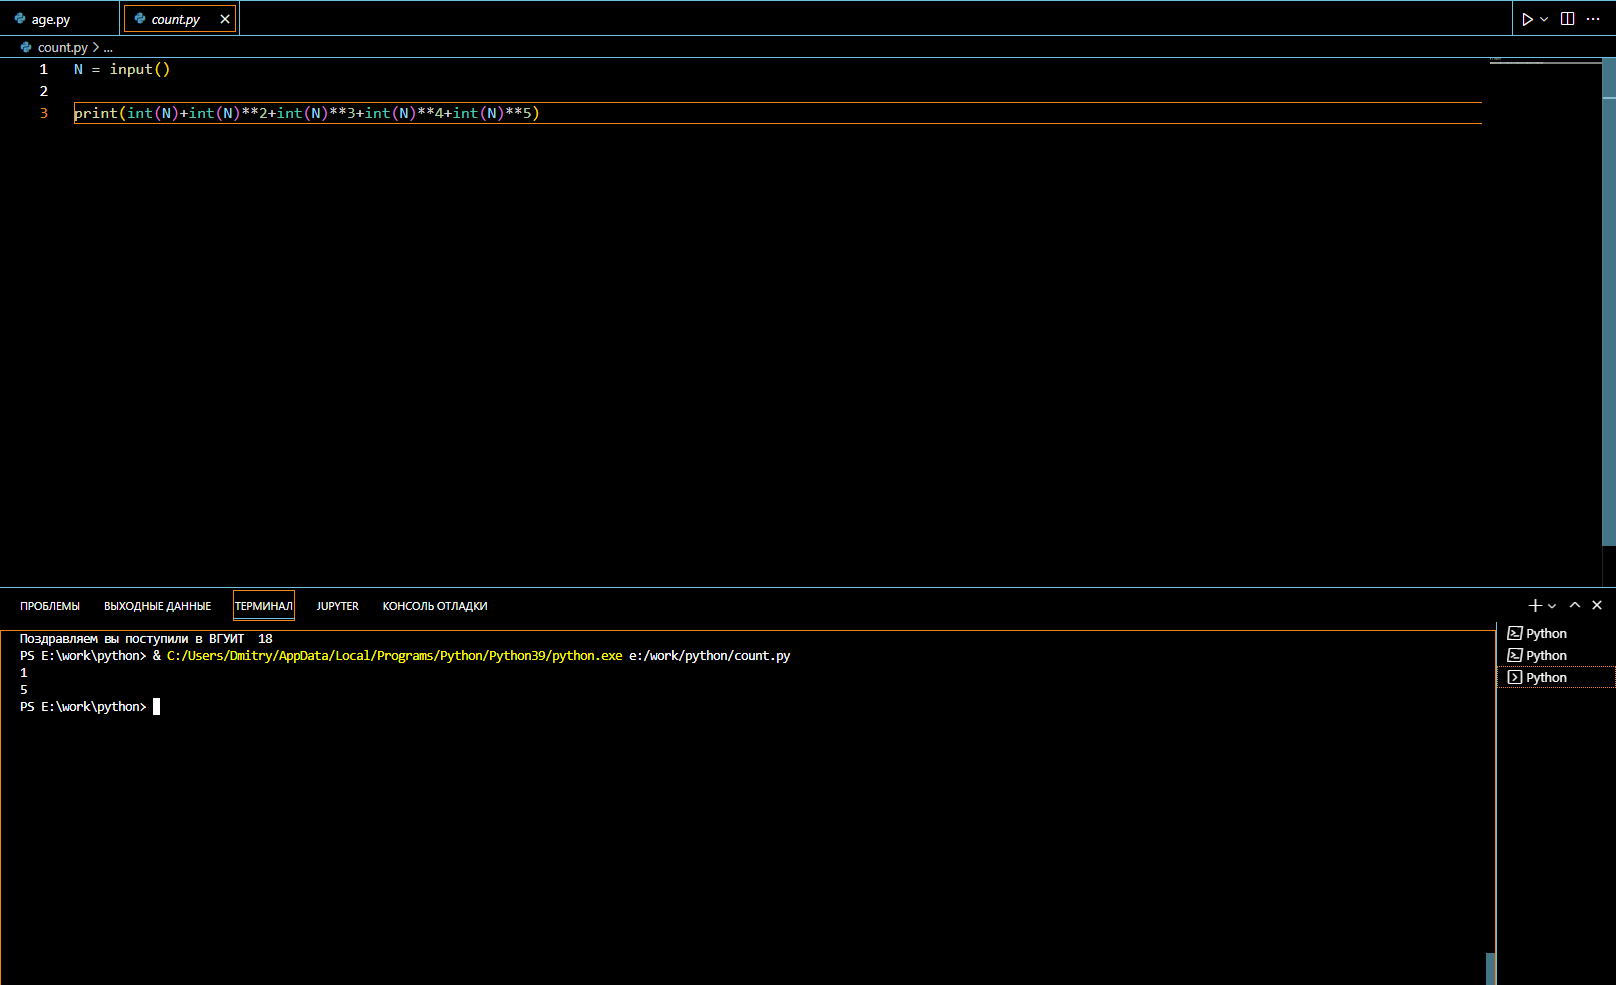 age.py
count.py
count.py > ...
1 N = input()
2
3 print(int(N)+int(N)**2+int(N)**3+int(N)**4+int(N)**5)
ПРОБЛЕМЫ ВЫХОДНЫЕ ДАННЫЕ ТЕРМИНАЛ JUPYTER КОНСОЛЬ ОТЛАДКИ
Поздравляем вы поступили в ВГУИТ  18
PS E:\work\python> & C:/Users/Dmitry/AppData/Local/Programs/Python/Python39/python.exe e:/work/python/count.py
1
5
PS E:\work\python>
Python
Python
Python